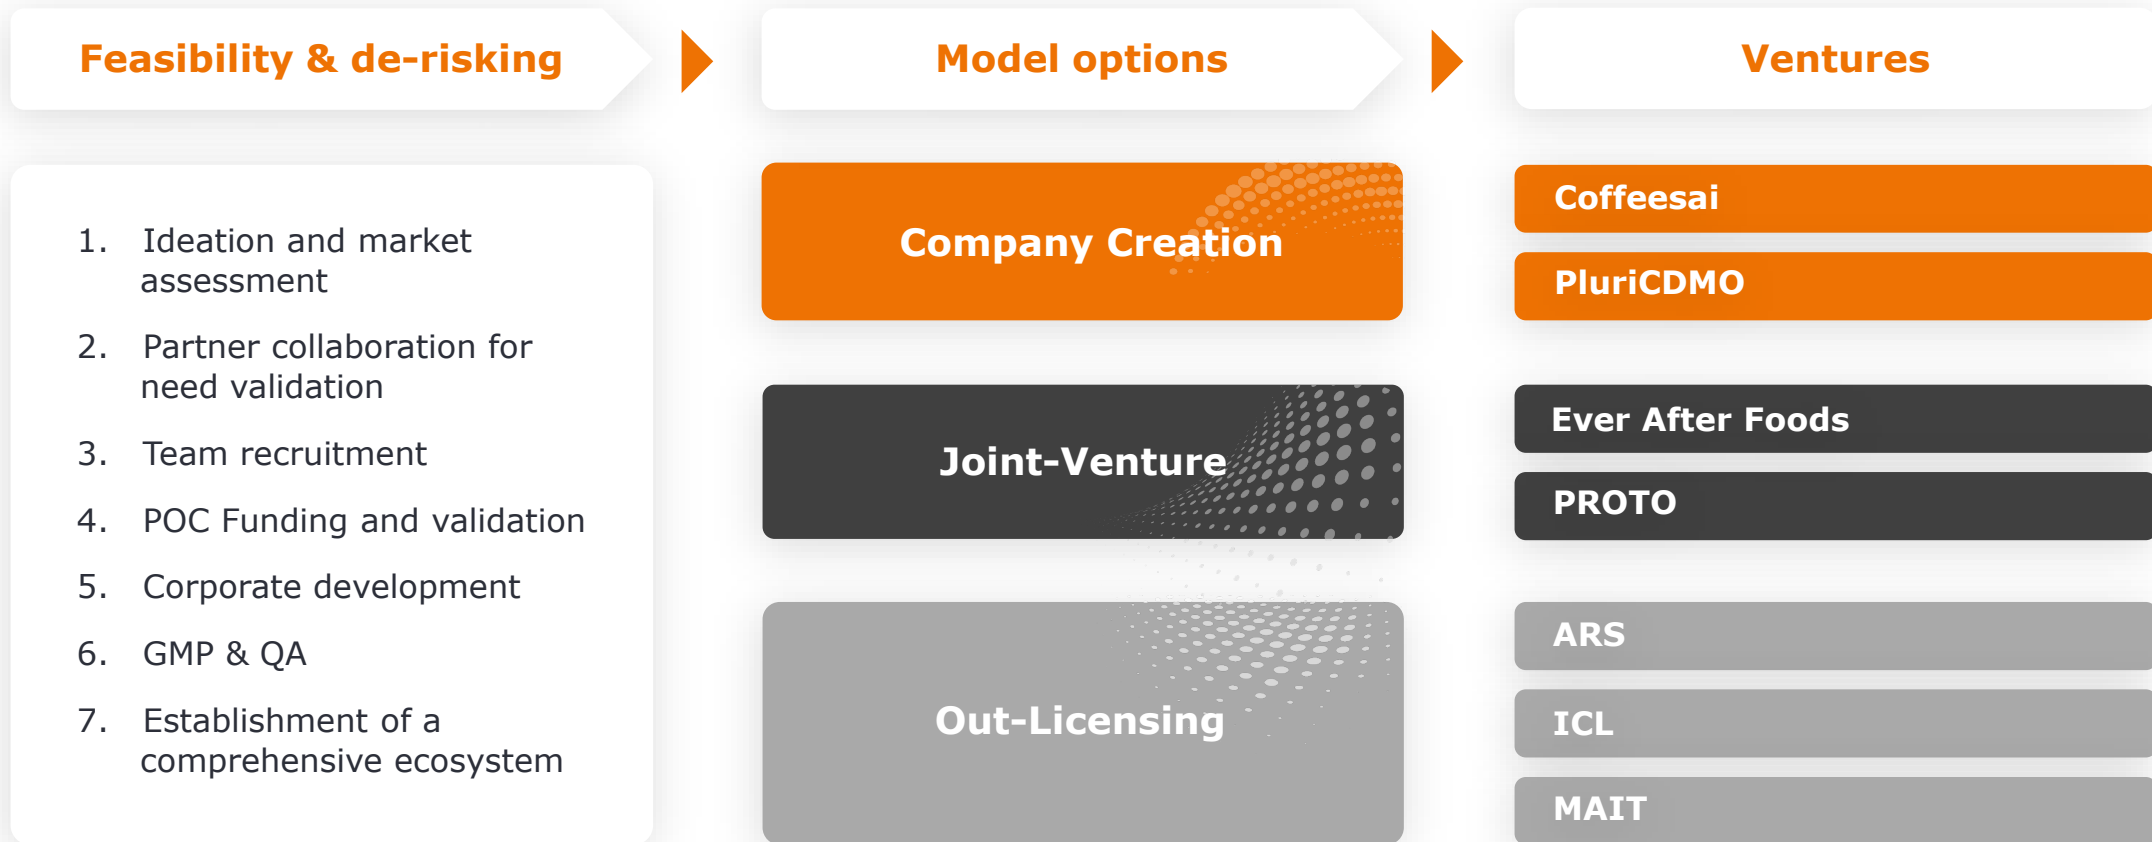 Feasibility & de-risking
Model options
Ventures
1. Ideation and market
assessment
2. Partner collaboration for
need validation
3. Team recruitment
4. POC Funding and validation
5. Corporate development
6. GMP & QA
7. Establishment of a
comprehensive ecosystem
Company Creation
Joint-Venture
Out-Licensing
Coffeesai
PluriCDMO
Ever After Foods
PROTO
ARS
ICL
MAIT